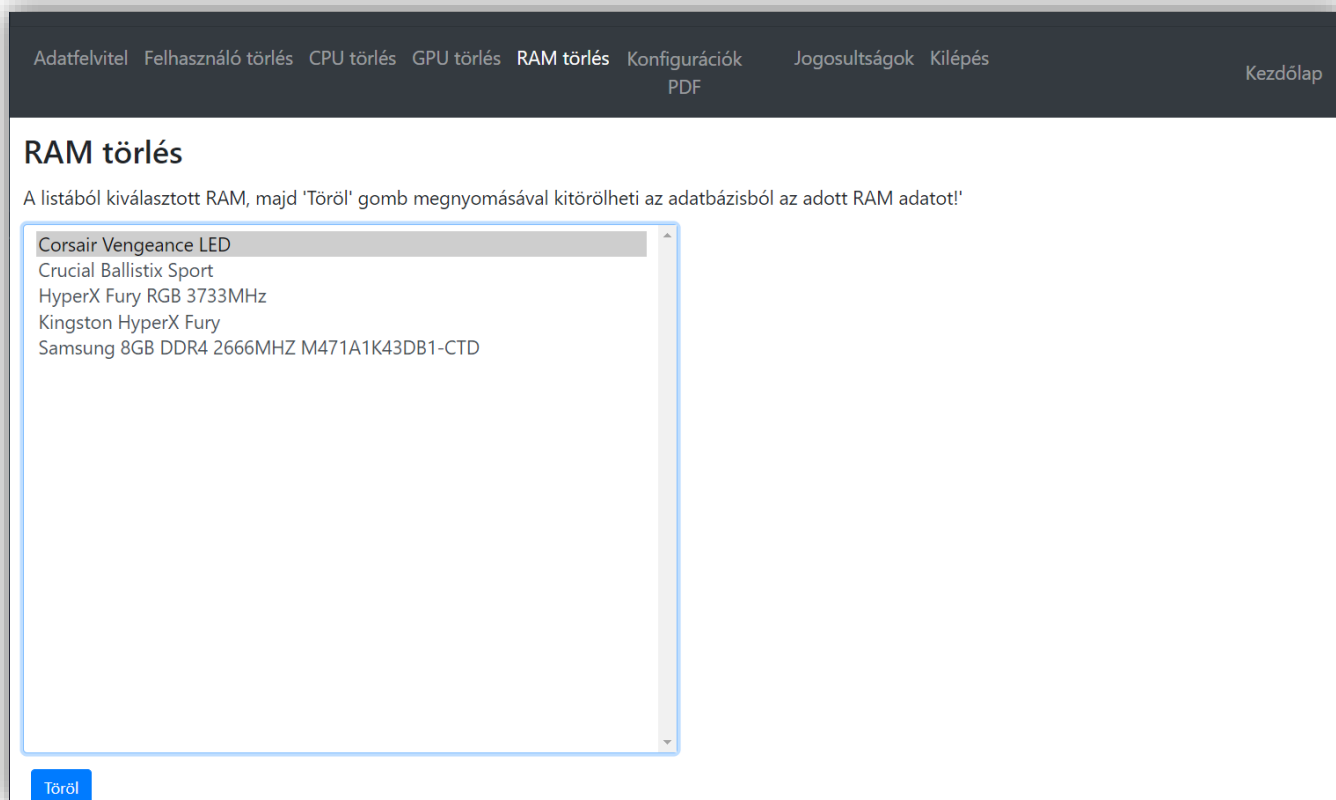 Adatfelvitel Felhasználó törlés CPU törlés GPU törlés RAM törlés Konfigurációk PDF Jogosultságok Kilépés Kezdőlap
RAM törlés
A listából kiválasztott RAM, majd 'Töröl' gomb megnyomásával kitörölheti az adatbázisból az adott RAM adatot!'
Corsair Vengeance LED
Crucial Ballistix Sport
HyperX Fury RGB 3733MHz
Kingston HyperX Fury
Samsung 8GB DDR4 2666MHZ M471A1K43DB1-CTD
Töröl